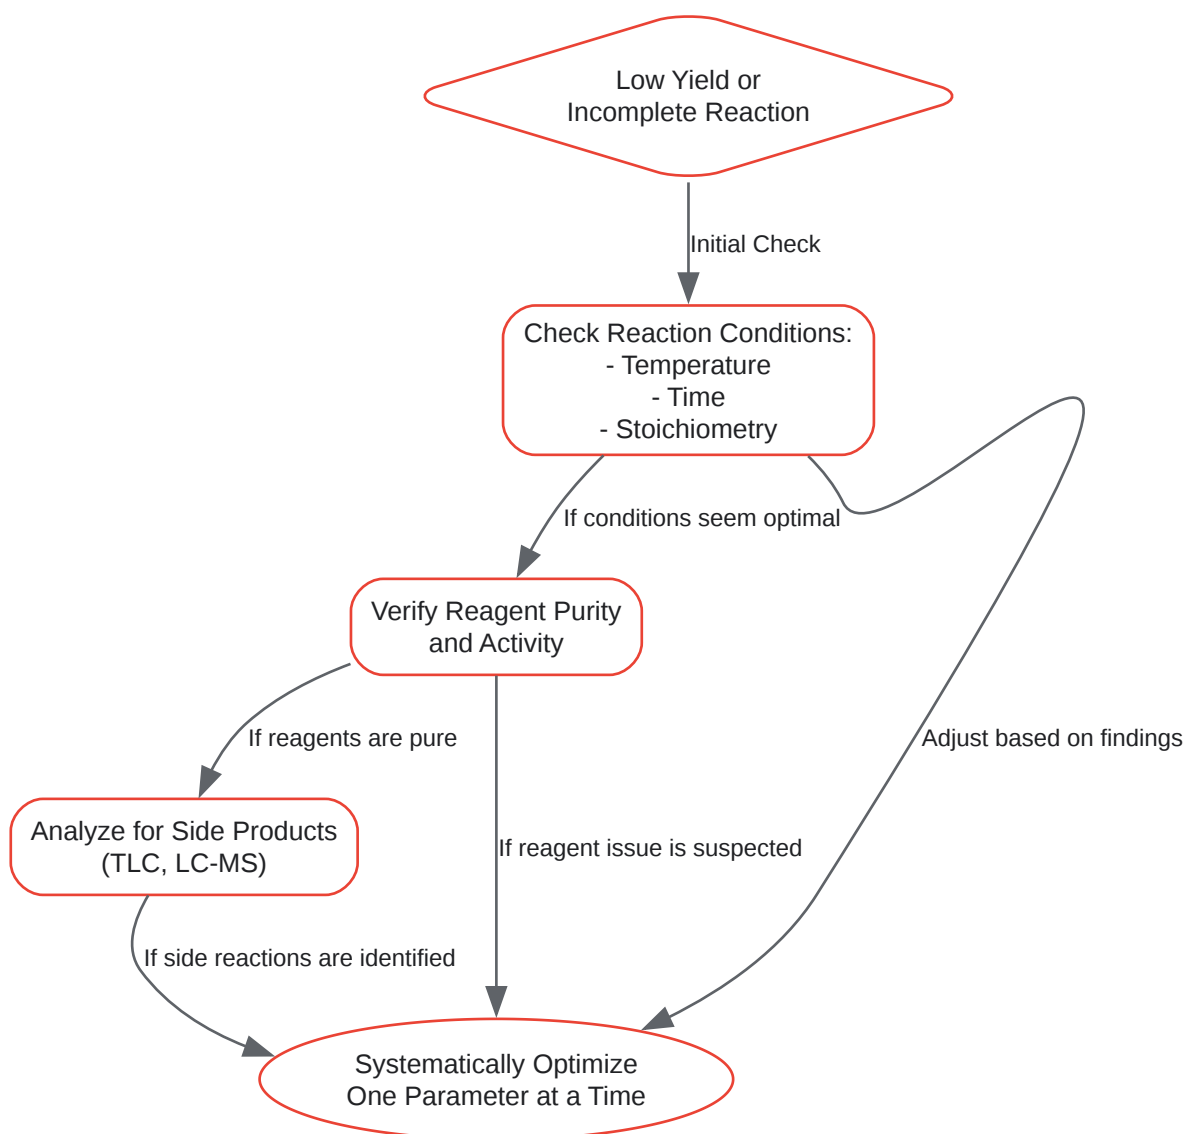 Low Yield or
Incomplete Reaction
Initial Check
Check Reaction Conditions:
- Temperature
- Time
- Stoichiometry
If conditions seem optimal
Verify Reagent Purity
and Activity
If reagents are pure
Adjust based on findings
Analyze for Side Products
(TLC, LC-MS)
If reagent issue is suspected
If side reactions are identified
Systematically Optimize
One Parameter at a Time